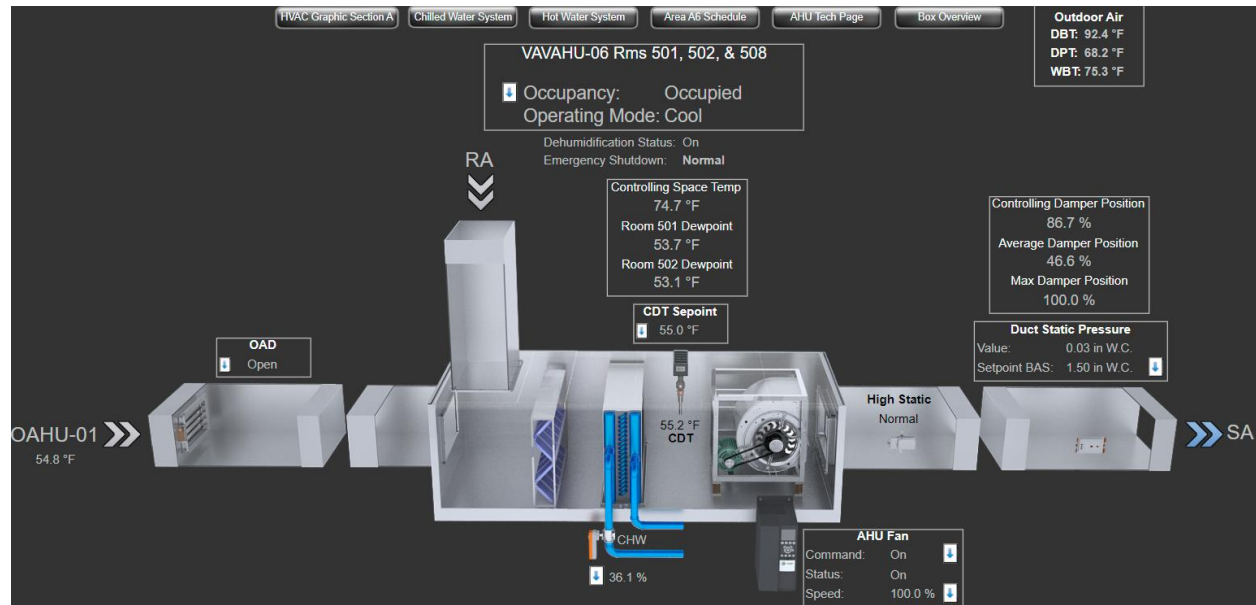 HVAC Graphic Section A
Chilled Water System
Hot Water System
Area A6 Schedule
AHU Tech Page
Box Overview
Outdoor Air
DBT: 92.4 °F
DPT: 68.2 °F
WBT: 75.3 °F
VAVAHU-06 Rms 501, 502, & 508
Occupancy: Occupied
Operating Mode: Cool
Dehumidification Status: On
Emergency Shutdown: Normal
RA
Controlling Space Temp
74.7 °F
Room 501 Dewpoint
53.7 °F
Room 502 Dewpoint
53.1 °F
Controlling Damper Position
86.7 %
Average Damper Position
46.6 %
Max Damper Position
100.0 %
CDT Sepoint
55.0 °F
Duct Static Pressure
Value: 0.03 in W.C.
Setpoint BAS: 1.50 in W.C.
OAD
Open
High Static
Normal
55.2 °F
CDT
OAHU-01
54.8 °F
SA
CHW
36.1 %
AHU Fan
Command: On
Status: On
Speed: 100.0 %